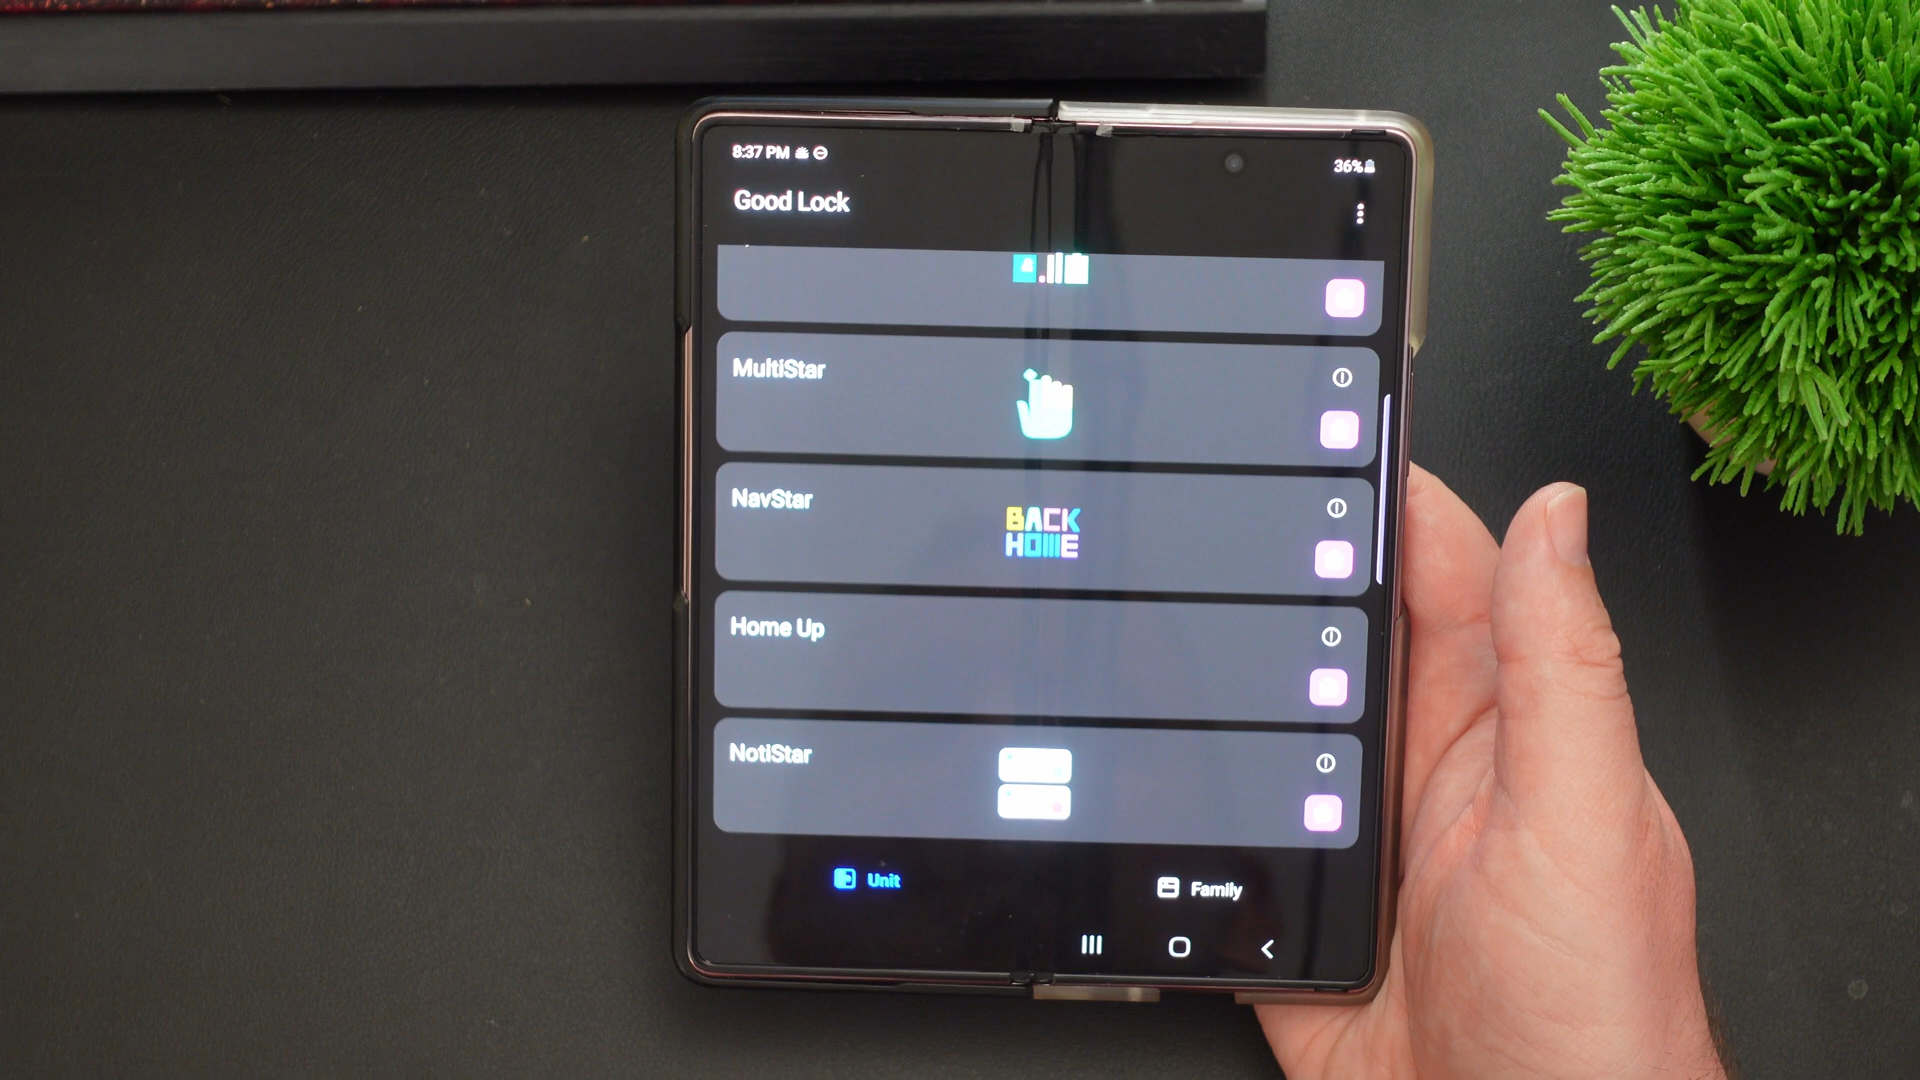 8:37 PM
36%
Good Lock
MultiStar
NavStar
BACK
HOME
Home Up
NotiStar
Unit
Family